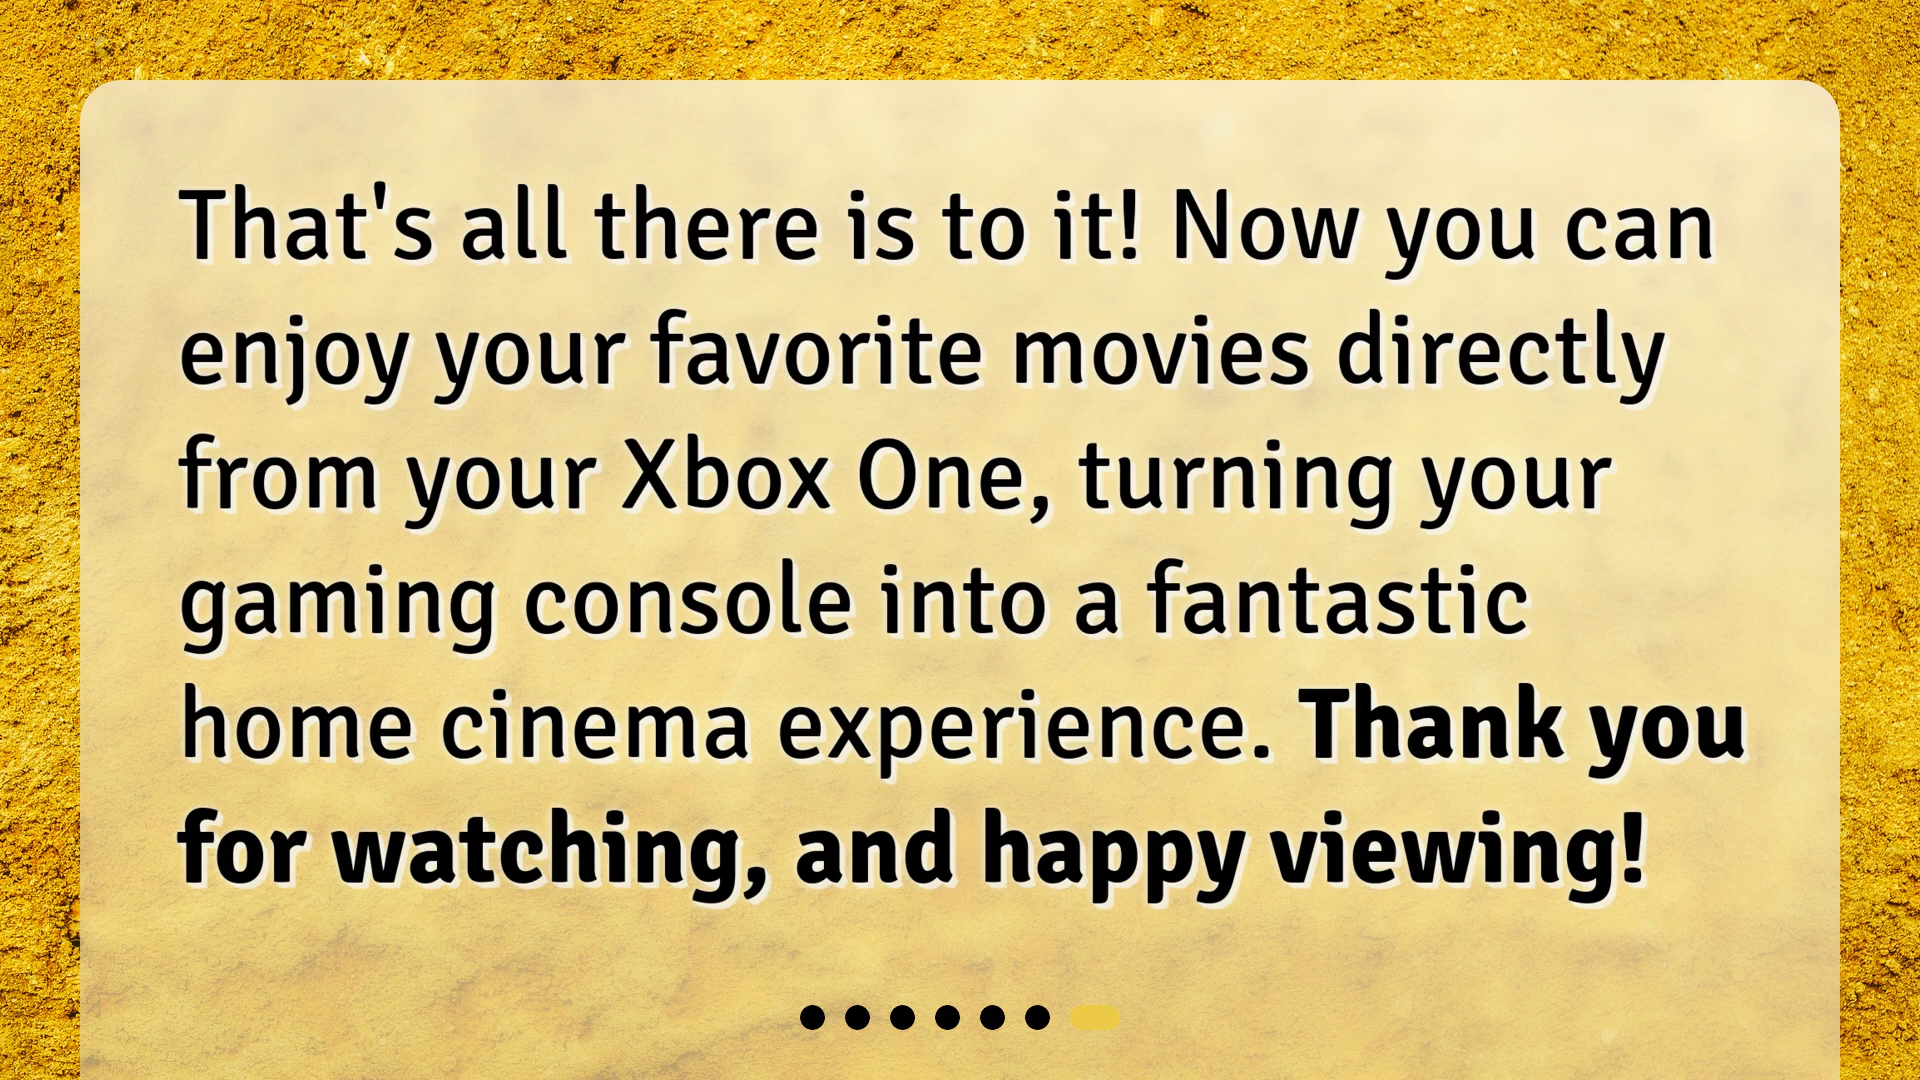 That's all there is to it! Now you can
enjoy your favorite movies directly
from your Xbox One, turning your
gaming console into a fantastic
home cinema experience. Thank you
for watching, and happy viewing!